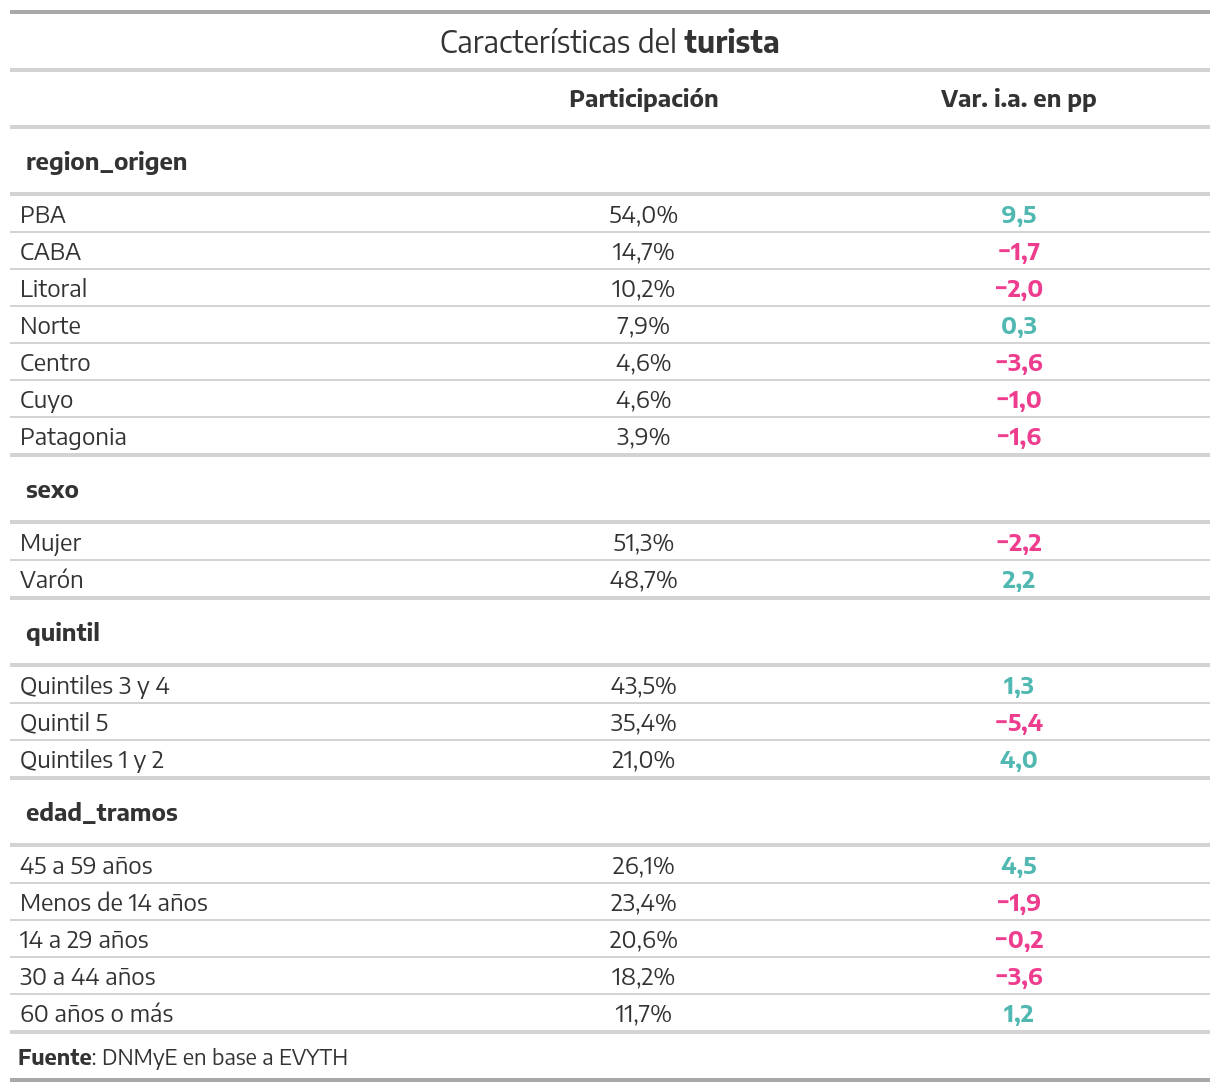 Características del turista
Participación Var. i.a. en pp
region_origen
PBA 54,0% 9,5
CABA 14,7% −1,7
Litoral 10,2% −2,0
Norte 7,9% 0,3
Centro 4,6% −3,6
Cuyo 4,6% −1,0
Patagonia 3,9% −1,6
sexo
Mujer 51,3% −2,2
Varón 48,7% 2,2
quintil
Quintiles 3 y 4 43,5% 1,3
Quintil 5 35,4% −5,4
Quintiles 1 y 2 21,0% 4,0
edad_tramos
45 a 59 años 26,1% 4,5
Menos de 14 años 23,4% −1,9
14 a 29 años 20,6% −0,2
30 a 44 años 18,2% −3,6
60 años o más 11,7% 1,2
Fuente: DNMyE en base a EVYTH